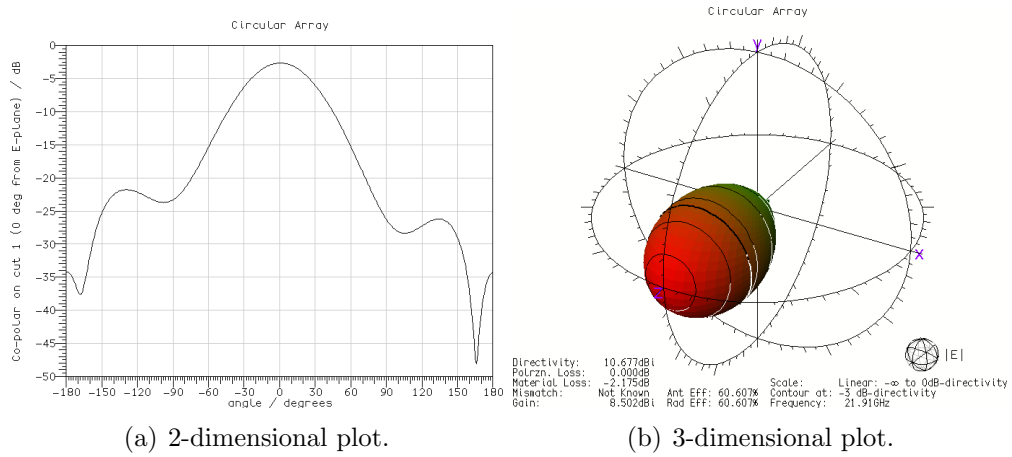 Circular Array
Co-polar on cut 1 (0 deg from E-plane) / dB
0
-5
-10
-15
-20
-25
-30
-35
-40
-45
-50
-180 -150 -120 -90 -60 -30 0 30 60 90 120 150 180
angle / degrees
(a) 2-dimensional plot.
Circular Array
Y
X
Z
|E|
Directivity: 10.677dBi
Polrzn. Loss: 0.000dB
Material Loss: -2.175dB Scale: Linear: -∞ to 0dB-directivity
Mismatch: Not Known Ant Eff: 60.607% Contour at: -3 dB-directivity
Gain: 8.502dBi Rad Eff: 60.607% Frequency: 21.91GHz
(b) 3-dimensional plot.